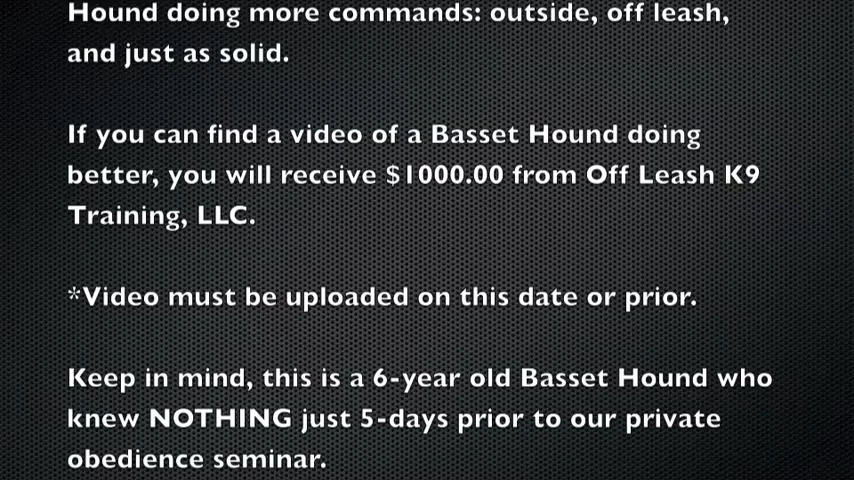 Hound doing more commands: outside, off leash,
and just as solid.
If you can find a video of a Basset Hound doing
better, you will receive $1000.00 from Off Leash K9
Training, LLC.
*Video must be uploaded on this date or prior.
Keep in mind, this is a 6-year old Basset Hound who
knew NOTHING just 5-days prior to our private
obedience seminar.